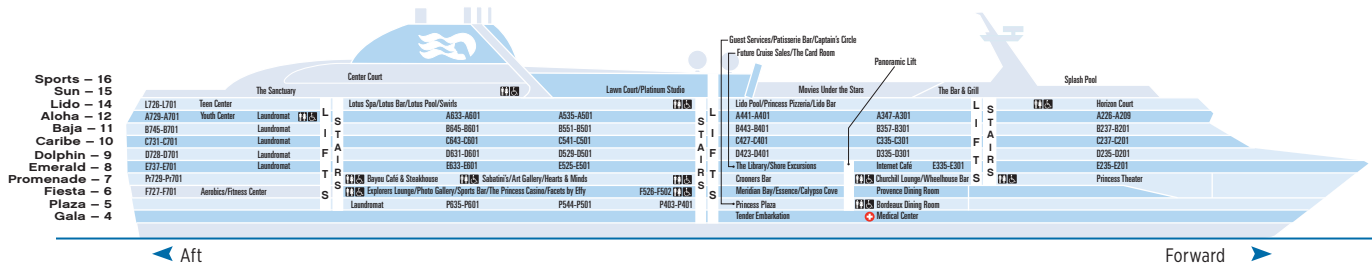 Guest Services/Patisserie Bar/Captain's Circle
Future Cruise Sales/The Card Room
Panoramic Lift
Sports – 16 Center Court Splash Pool
Sun – 15 The Sanctuary Lawn Court/Platinum Studio Movies Under the Stars The Bar & Grill
Lido – 14 L726-L701 Teen Center Lotus Spa/Lotus Bar/Lotus Pool/Swirls Lido Pool/Princess Pizzeria/Lido Bar Horizon Court
Aloha – 12 A729-A701 Youth Center Laundromat A633-A601 A535-A501 A441-A401 A347-A301 A226-A209
Baja – 11 B745-B701 Laundromat B645-B601 B551-B501 B443-B401 B357-B301 B237-B201
Caribe – 10 C731-C701 Laundromat C643-C601 C541-C501 C427-C401 C335-C301 C237-C201
Dolphin – 9 D728-D701 Laundromat D631-D601 D529-D501 D423-D401 D335-D301 D235-D201
Emerald – 8 E737-E701 Laundromat E633-E601 E525-E501 The Library/Shore Excursions Internet Café E335-E301 E235-E201
Promenade – 7 Pr729-Pr701 Bayou Café & Steakhouse Sabatini's/Art Gallery/Hearts & Minds Crooners Bar Churchill Lounge/Wheelhouse Bar Princess Theater
Fiesta – 6 F727-F701 Aerobics/Fitness Center Explorers Lounge/Photo Gallery/Sports Bar/The Princess Casino/Facets by Effy F526-F502 Meridian Bay/Essence/Calypso Cove Provence Dining Room
Plaza – 5 Laundromat P635-P601 P544-P501 P403-P401 Princess Plaza Bordeaux Dining Room
Gala – 4 Tender Embarkation Medical Center
LIFTS
STAIRS
STAIRS
LIFTS
LIFTS
STAIRS
Aft Forward